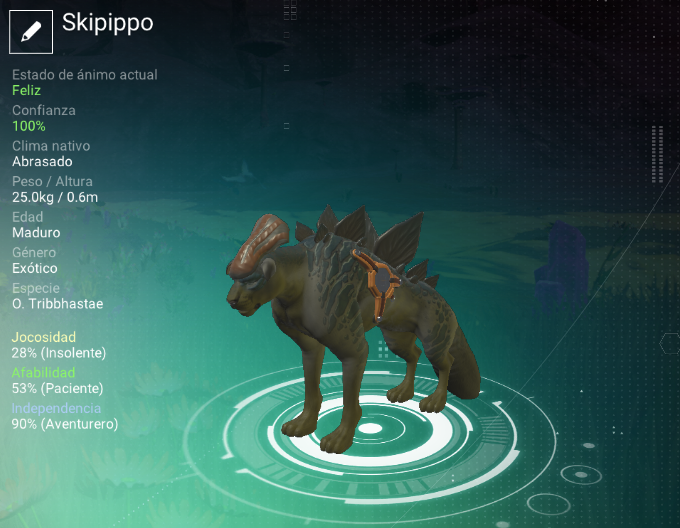 Skipippo
Estado de ánimo actual
Feliz
Confianza
100%
Clima nativo
Abrasado
Peso / Altura
25.0kg / 0.6m
Edad
Maduro
Género
Exótico
Especie
O. Tribbhastae
Jocosidad
28% (Insolente)
Afabilidad
53% (Paciente)
Independencia
90% (Aventurero)